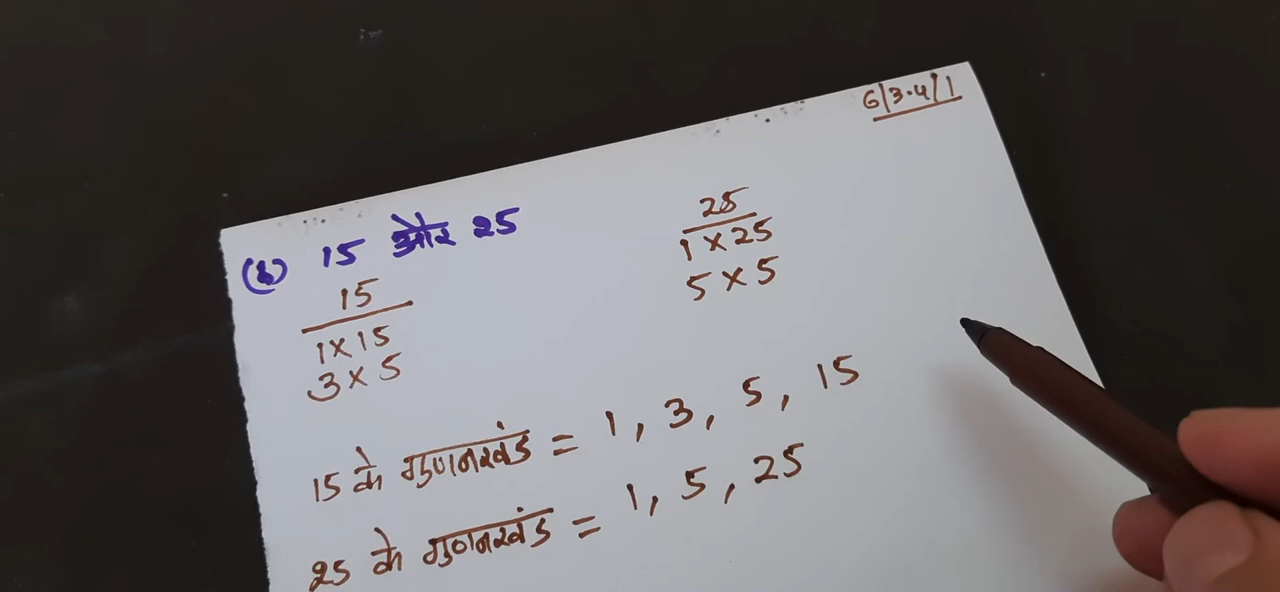 6/3.4/1
(b) 15 और 25
15
1 x 15
3 x 5
25
1 x 25
5 x 5
15 के गुणनखंड = 1, 3, 5, 15
25 के गुणनखंड = 1, 5, 25